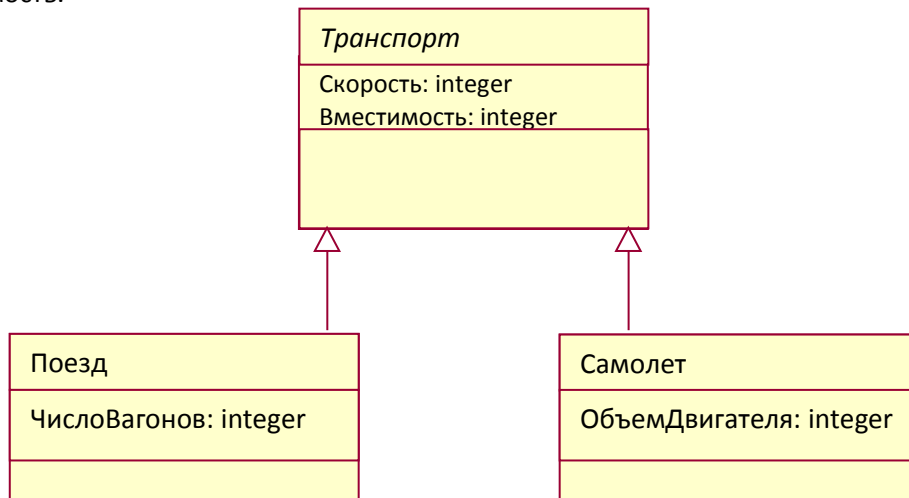 Транспорт
Скорость: integer
Вместимость: integer
Поезд
ЧислоВагонов: integer
Самолет
ОбъемДвигателя: integer